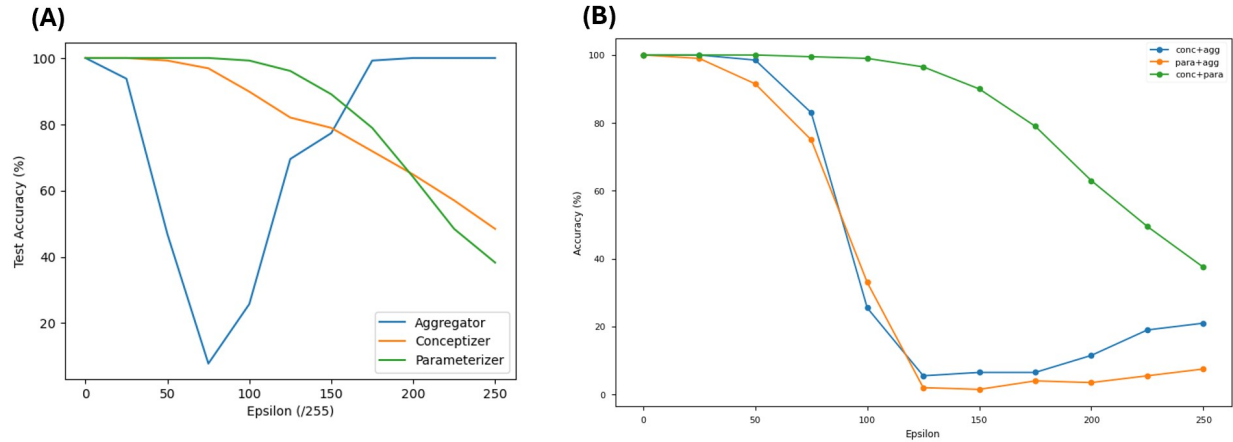 (A)
Test Accuracy (%)
100
80
60
40
20
0 50 100 150 200 250
Epsilon (/255)
Aggregator
Conceptizer
Parameterizer
(B)
Accuracy (%)
100
80
60
40
20
0
0 50 100 150 200 250
Epsilon
conc+agg
para+agg
conc+para